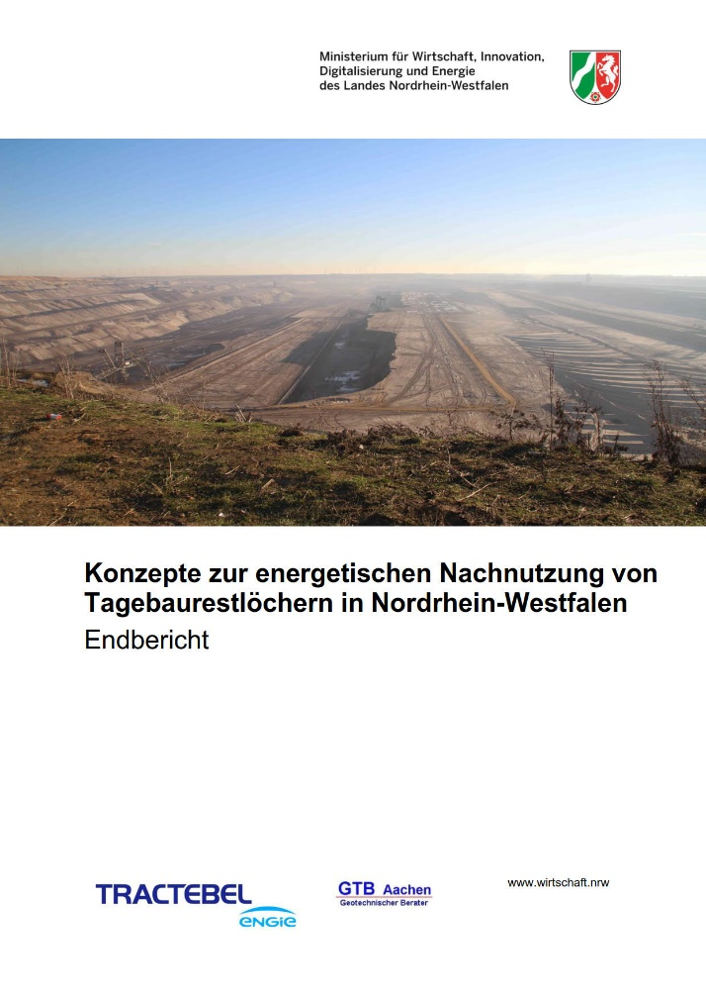 Ministerium für Wirtschaft, Innovation,
Digitalisierung und Energie
des Landes Nordrhein-Westfalen
Konzepte zur energetischen Nachnutzung von
Tagebaurestlöchern in Nordrhein-Westfalen
Endbericht
TRACTEBEL
ENGIE
GTB Aachen
Geotechnischer Berater
www.wirtschaft.nrw